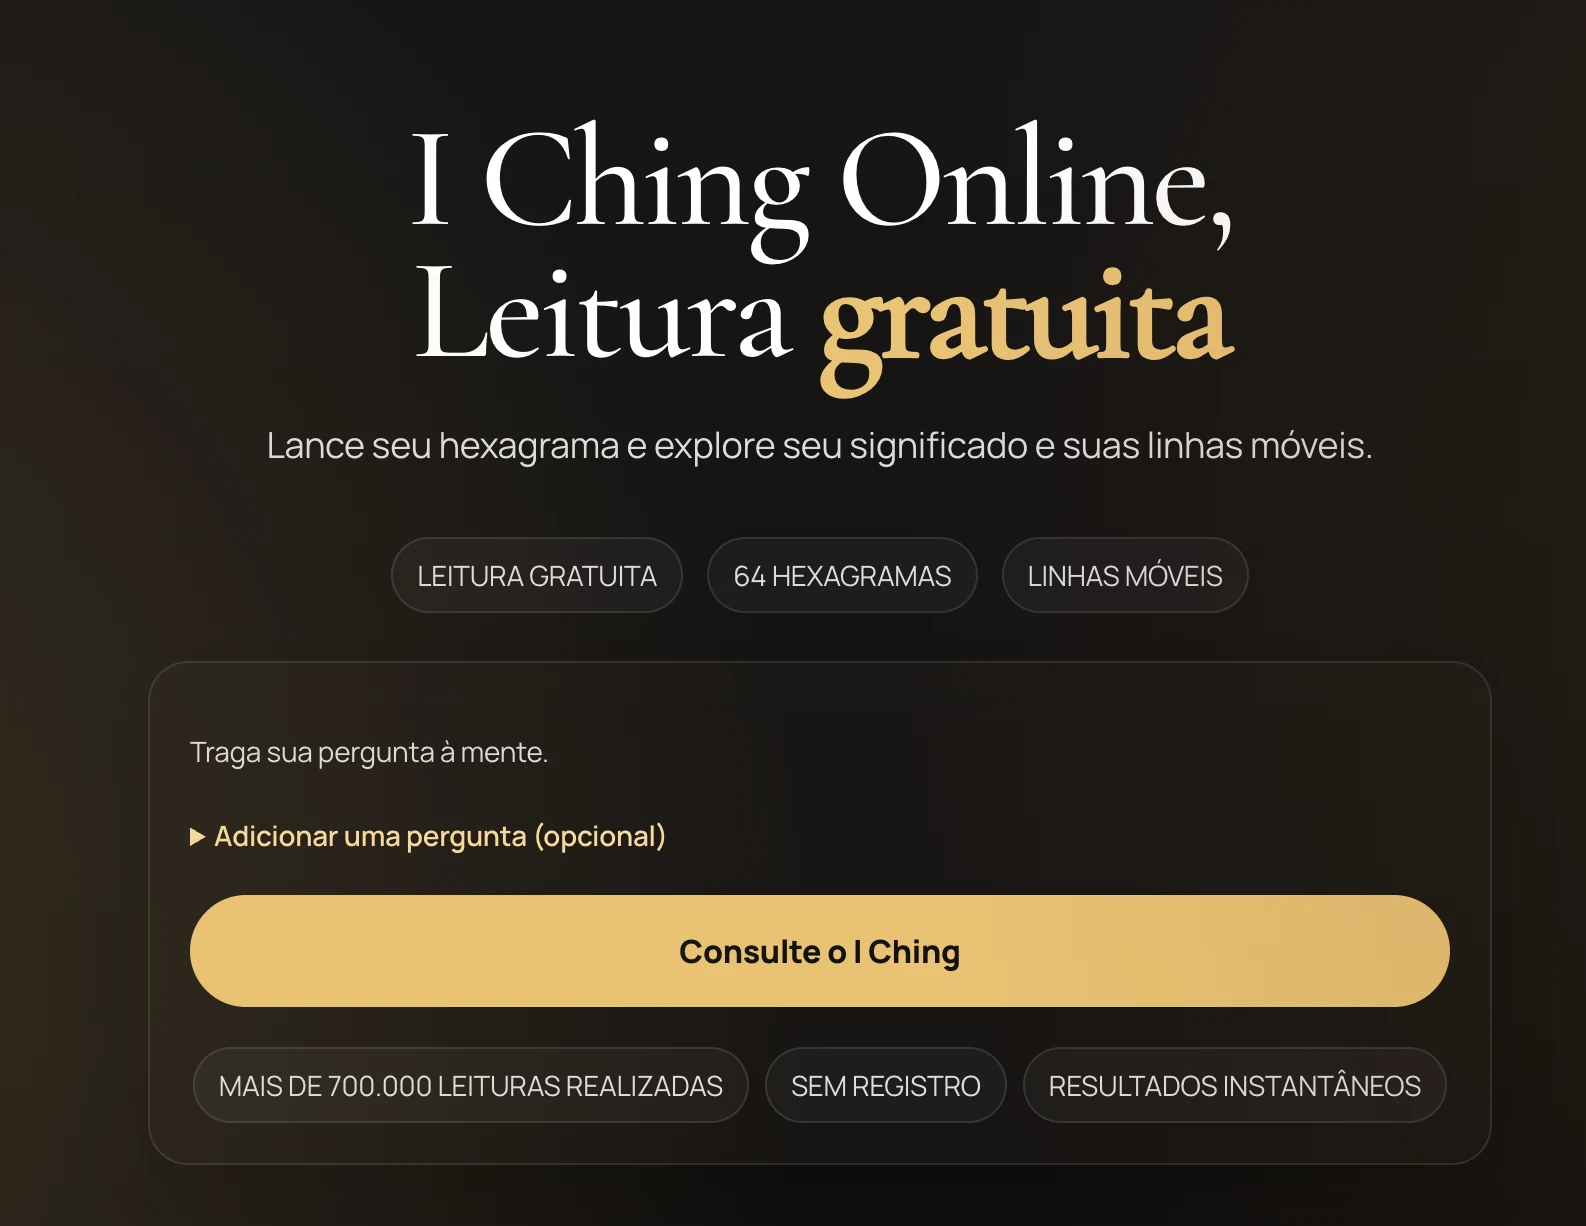 I Ching Online,
Leitura gratuita
Lance seu hexagrama e explore seu significado e suas linhas móveis.
LEITURA GRATUITA
64 HEXAGRAMAS
LINHAS MÓVEIS
Traga sua pergunta à mente.
▶ Adicionar uma pergunta (opcional)
Consulte o I Ching
MAIS DE 700.000 LEITURAS REALIZADAS
SEM REGISTRO
RESULTADOS INSTANTÂNEOS